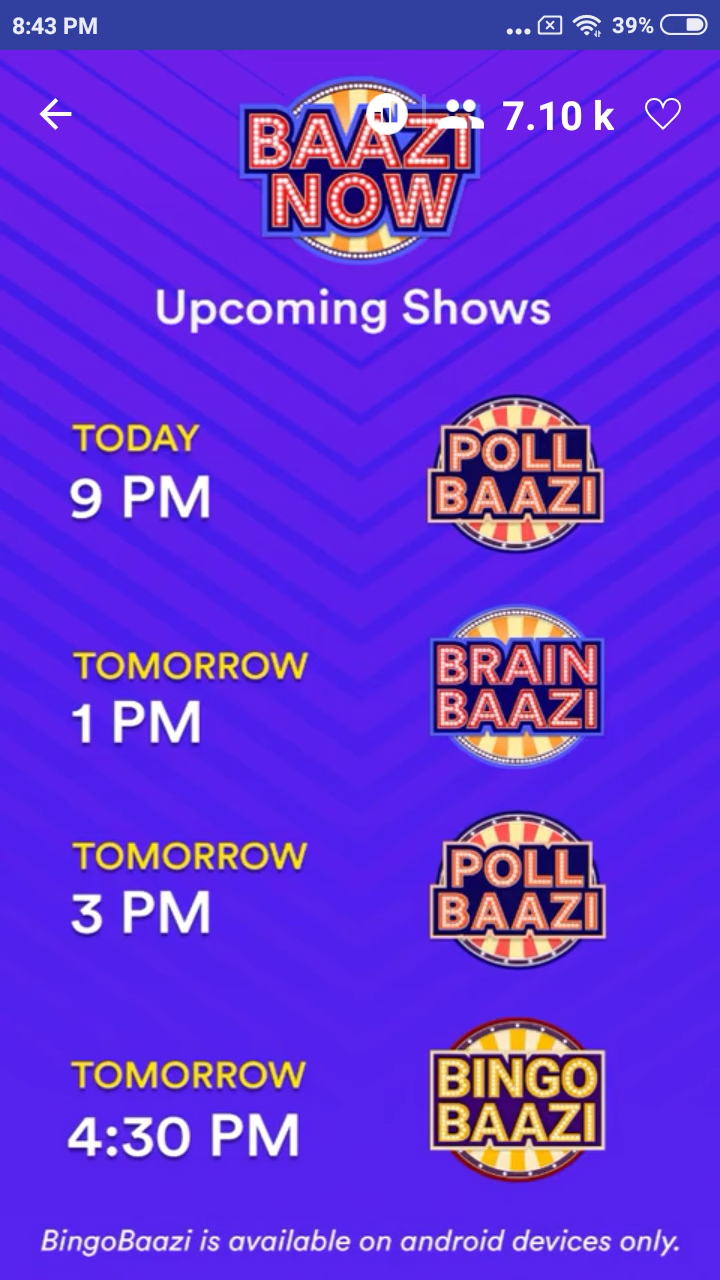 8:43 PM
39%
7.10 k
BAAZI
NOW
Upcoming Shows
TODAY
9 PM
POLL
BAAZI
TOMORROW
1 PM
BRAIN
BAAZI
TOMORROW
3 PM
POLL
BAAZI
TOMORROW
4:30 PM
BINGO
BAAZI
BingoBaazi is available on android devices only.